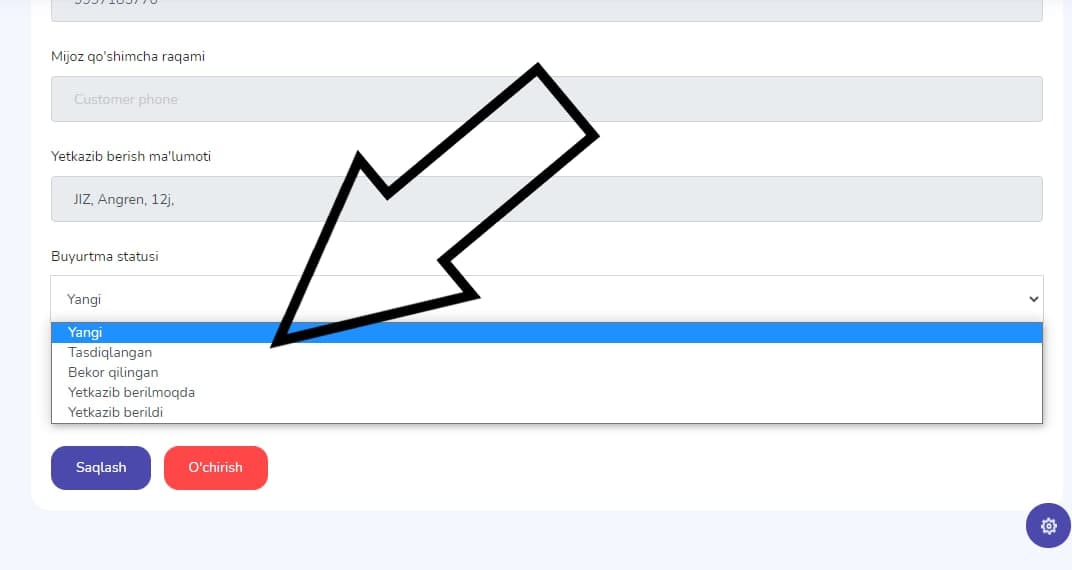 Mijoz qo'shimcha raqami
Customer phone
Yetkazib berish ma'lumoti
JIZ, Angren, 12j,
Buyurtma statusi
Yangi
Yangi
Tasdiqlangan
Bekor qilingan
Yetkazib berilmoqda
Yetkazib berildi
Saqlash
O'chirish